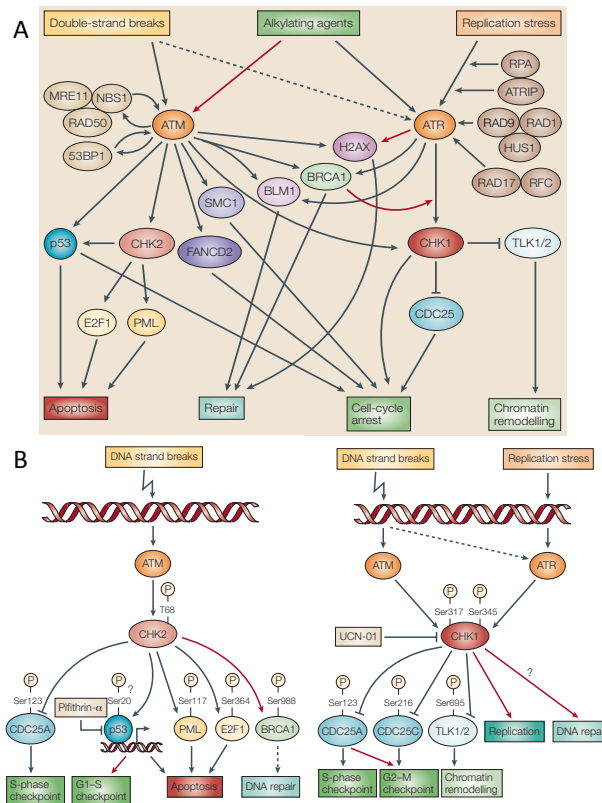 A
Double-strand breaks
Alkylating agents
Replication stress
RPA
MRE11
NBS1
ATRIP
RAD50
ATM
ATR
RAD9
RAD1
HUS1
53BP1
H2AX
BRCA1
BLM1
RAD17
RFC
SMC1
p53
CHK2
FANCD2
CHK1
TLK1/2
E2F1
PML
CDC25
Apoptosis
Repair
Cell-cycle
arrest
Chromatin
remodelling
B
DNA strand breaks
ATM
P
T68
CHK2
P
P
P
P
P
Ser123
?
Ser20
Ser117
Ser364
Ser988
Pifithrin-α
CDC25A
p53
PML
E2F1
BRCA1
S-phase
checkpoint
G1–S
checkpoint
Apoptosis
DNA repair
DNA strand breaks
Replication stress
ATM
ATR
P
P
Ser317
Ser345
UCN-01
CHK1
?
P
P
P
Ser123
Ser216
Ser695
CDC25A
CDC25C
TLK1/2
Replication
DNA repai
S-phase
checkpoint
G2–M
checkpoint
Chromatin
remodelling